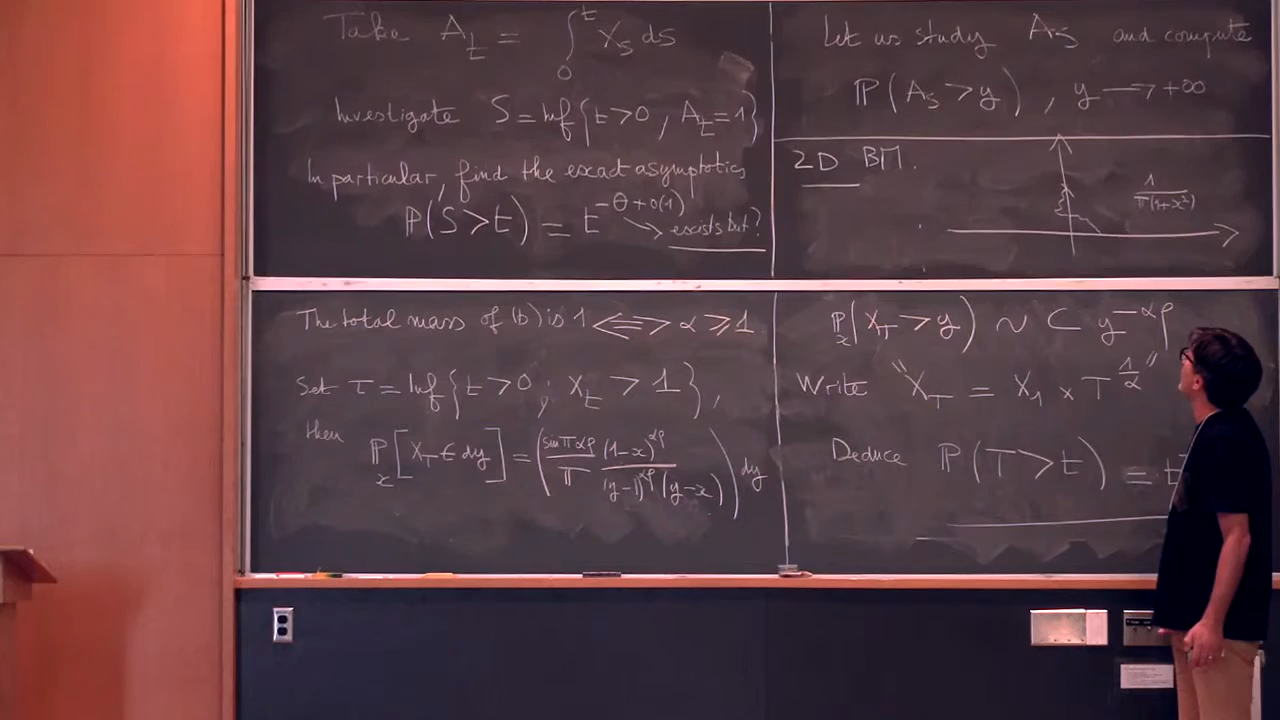 Take A_t = ∫_0^t X_s ds
Investigate S = Inf{t>0, A_t=1}
In particular, find the exact asymptotics
ℙ(S>t) = t^{-θ+o(1)} → exists but?
Let us study A_S and compute
ℙ(A_S > y), y → +∞
2D BM.
1/(π(1+x²))
The total mass of (b) is 1 ⟺ α ⩾ 1
Set τ = Inf{t>0; X_t > 1},
then ℙ_x[X_T ∈ dy] = (sin παρ/π (1-x)^{αρ}/((y-1)^{αρ}(y-x))) dy
ℙ_x(X_T > y) ~ C y^{-αρ}
Write "X_T = X_1 × T^{1/α}"
Deduce ℙ(T>t) = t